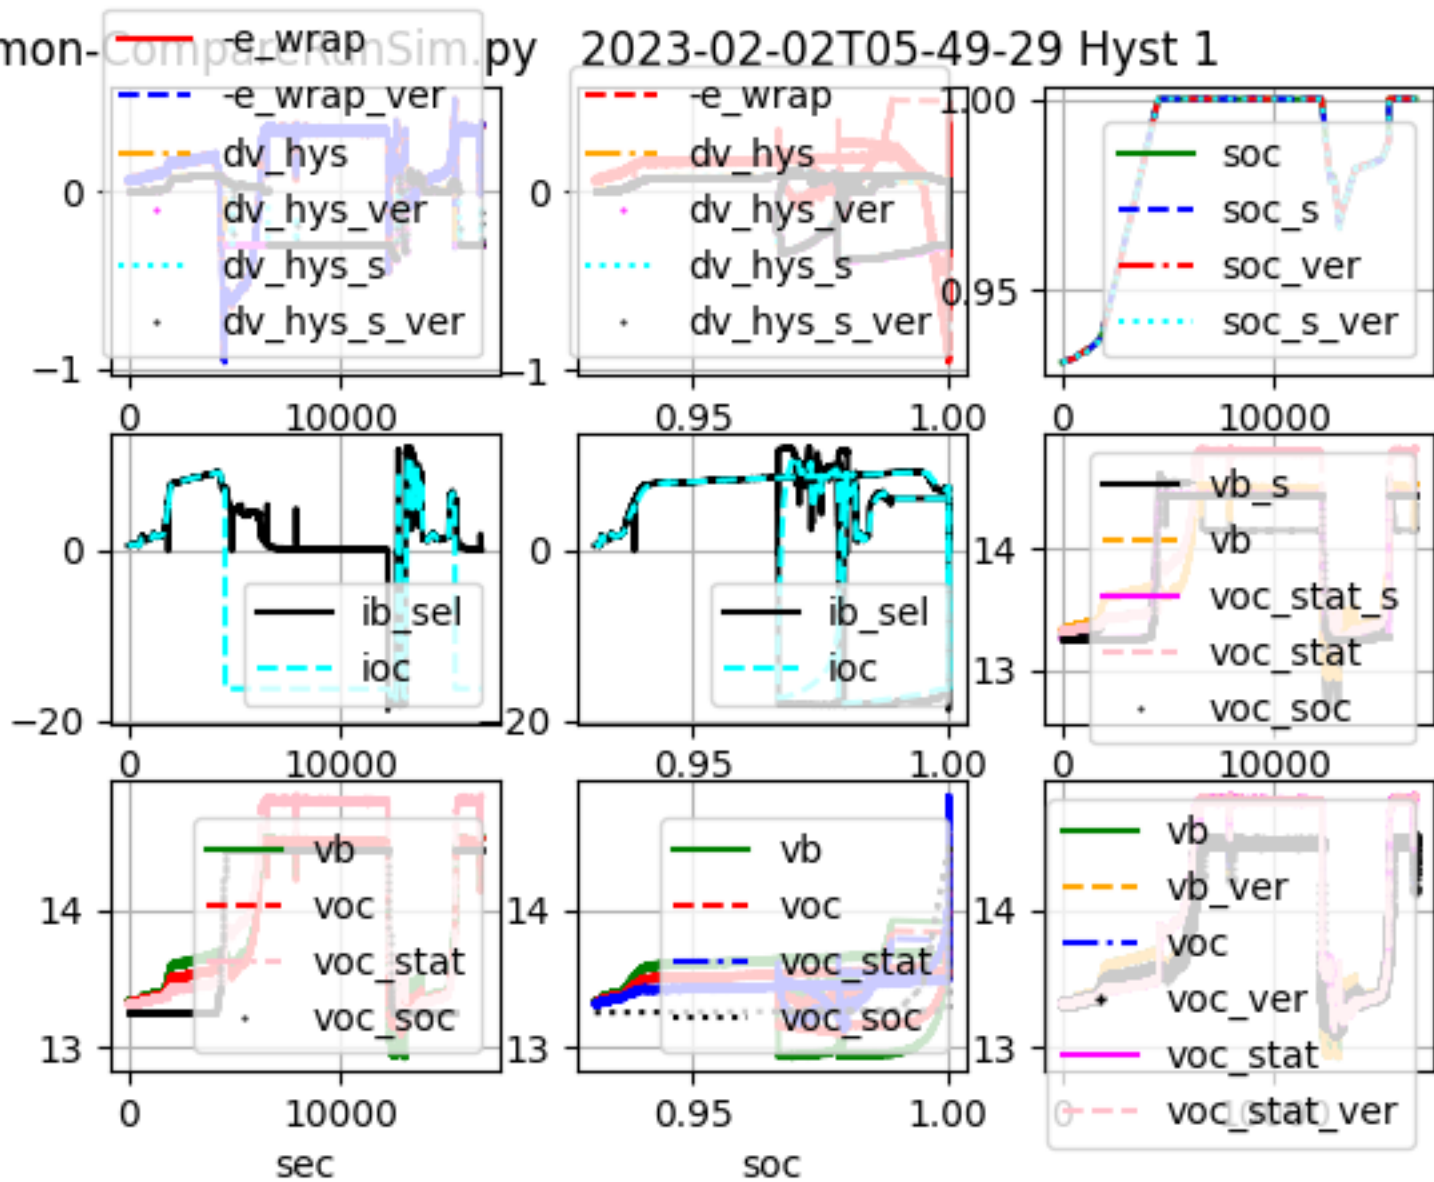 mon-CompareRunSim.py 2023-02-02T05-49-29 Hyst 1
-e_wrap
-e_wrap_ver
dv_hys
dv_hys_ver
dv_hys_s
dv_hys_s_ver
0
−1
0 10000
-e_wrap
dv_hys
dv_hys_ver
dv_hys_s
dv_hys_s_ver
0
−1
0.95 1.00
soc
soc_s
soc_ver
soc_s_ver
1.00
0.95
0 10000
ib_sel
ioc
0
−20
0 10000
ib_sel
ioc
0
−20
0.95 1.00
vb_s
vb
voc_stat_s
voc_stat
voc_soc
14
13
0 10000
vb
voc
voc_stat
voc_soc
14
13
0 10000
sec
vb
voc
voc_stat
voc_soc
14
13
0.95 1.00
soc
vb
vb_ver
voc
voc_ver
voc_stat
voc_stat_ver
14
13
0 10000